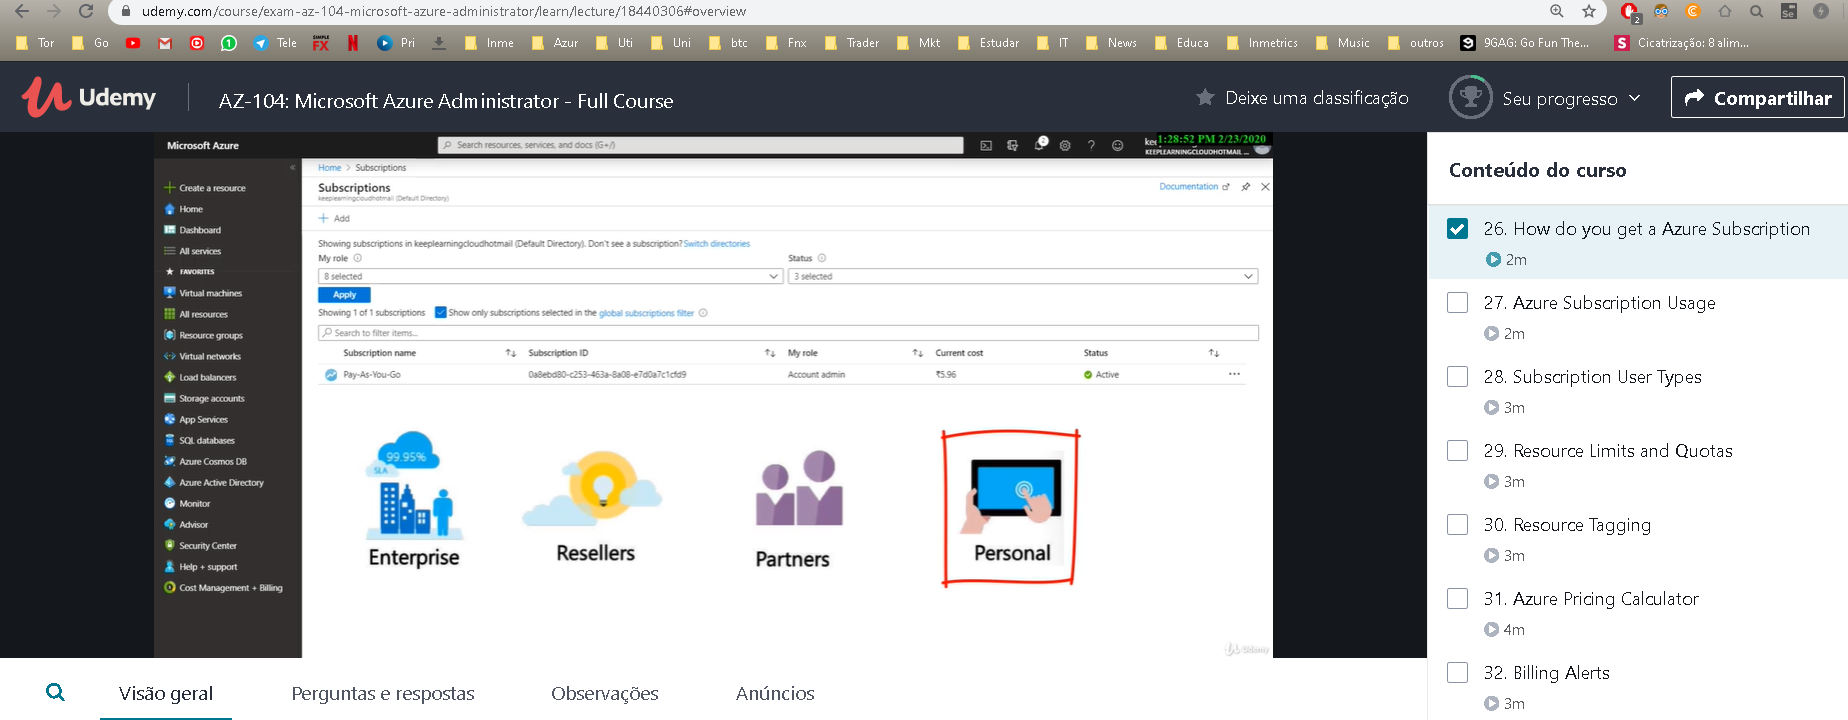 udemy.com/course/exam-az-104-microsoft-azure-administrator/learn/lecture/18440306#overview
2
Se
Tor Go 1 Tele SIMPLE FX N Pri Inme Azur Uti Uni btc Fnx Trader Mkt Estudar IT News Educa Inmetrics Music outros 9 9GAG: Go Fun The... S Cicatrização: 8 alim...
Udemy
AZ-104: Microsoft Azure Administrator - Full Course
Deixe uma classificação
Seu progresso
Compartilhar
Microsoft Azure
Search resources, services, and docs (G+/)
2
?
1:28:52 PM 2/23/2020
KEEPLEARNINGCLOUDHOTMAIL ...
«
Create a resource
Home
Dashboard
All services
FAVORITES
Virtual machines
All resources
Resource groups
Virtual networks
Load balancers
Storage accounts
App Services
SQL databases
Azure Cosmos DB
Azure Active Directory
Monitor
Advisor
Security Center
Help + support
Cost Management + Billing
Home > Subscriptions
Subscriptions
keeplearningcloudhotmail (Default Directory)
Documentation
Add
Showing subscriptions in keeplearningcloudhotmail (Default Directory). Don't see a subscription? Switch directories
My role
Status
8 selected
3 selected
Apply
Showing 1 of 1 subscriptions Show only subscriptions selected in the global subscriptions filter
Search to filter items...
Subscription name Subscription ID My role Current cost Status
Pay-As-You-Go 0a8ebd80-c253-463a-8a08-e7d0a7c1cfd9 Account admin ₹5.96 Active ...
99.95%
SLA
Enterprise
Resellers
Partners
Personal
Udemy
Conteúdo do curso
26. How do you get a Azure Subscription
2m
27. Azure Subscription Usage
2m
28. Subscription User Types
3m
29. Resource Limits and Quotas
3m
30. Resource Tagging
3m
31. Azure Pricing Calculator
4m
32. Billing Alerts
3m
Visão geral
Perguntas e respostas
Observações
Anúncios